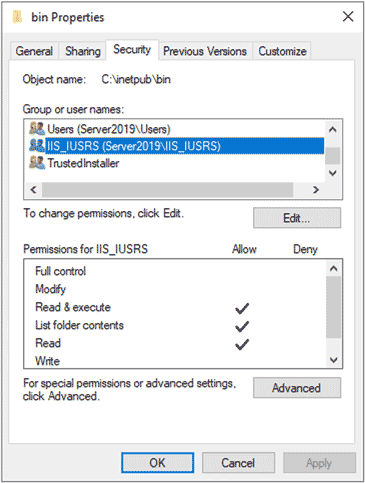 bin Properties
General Sharing Security Previous Versions Customize
Object name: C:\inetpub\bin
Group or user names:
Users (Server2019\Users)
IIS_IUSRS (Server2019\IIS_IUSRS)
TrustedInstaller
To change permissions, click Edit.
Edit...
Permissions for IIS_IUSRS Allow Deny
Full control
Modify
Read & execute
List folder contents
Read
Write
For special permissions or advanced settings,
click Advanced.
Advanced
OK Cancel Apply